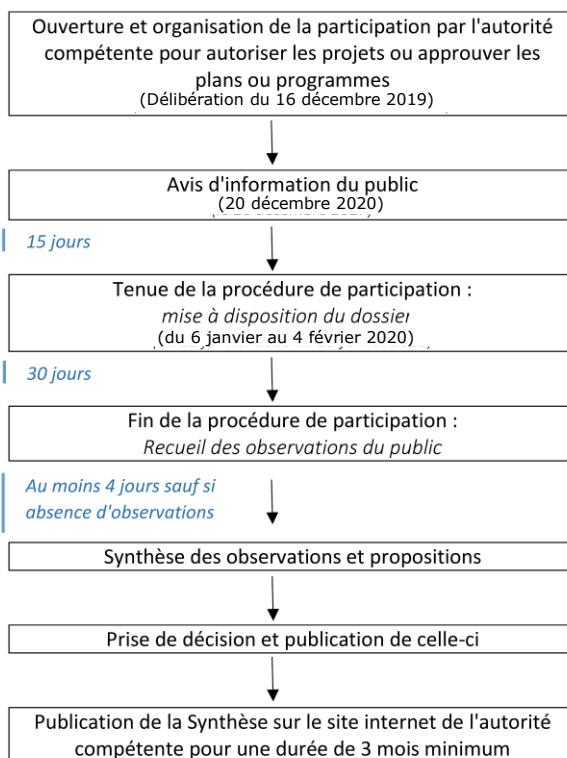 Ouverture et organisation de la participation par l'autorité
compétente pour autoriser les projets ou approuver les
plans ou programmes
(Délibération du 16 décembre 2019)
Avis d'information du public
(20 décembre 2020)
15 jours
Tenue de la procédure de participation :
mise à disposition du dossier
(du 6 janvier au 4 février 2020)
30 jours
Fin de la procédure de participation :
Recueil des observations du public
Au moins 4 jours sauf si
absence d'observations
Synthèse des observations et propositions
Prise de décision et publication de celle-ci
Publication de la Synthèse sur le site internet de l'autorité
compétente pour une durée de 3 mois minimum